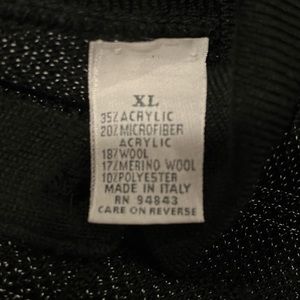 XL
35% ACRYLIC
20% MICROFIBER
ACRYLIC
18% WOOL
17% MERINO WOOL
10% POLYESTER
MADE IN ITALY
RN 94843
CARE ON REVERSE